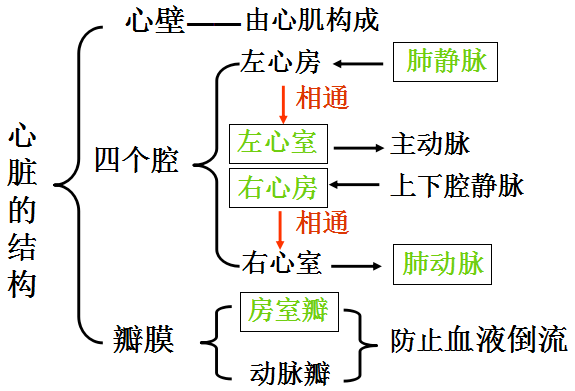 心壁——由心肌构成
左心房
肺静脉
相通
左心室
主动脉
心脏的结构
四个腔
右心房
上下腔静脉
相通
右心室
肺动脉
瓣膜
房室瓣
动脉瓣
防止血液倒流